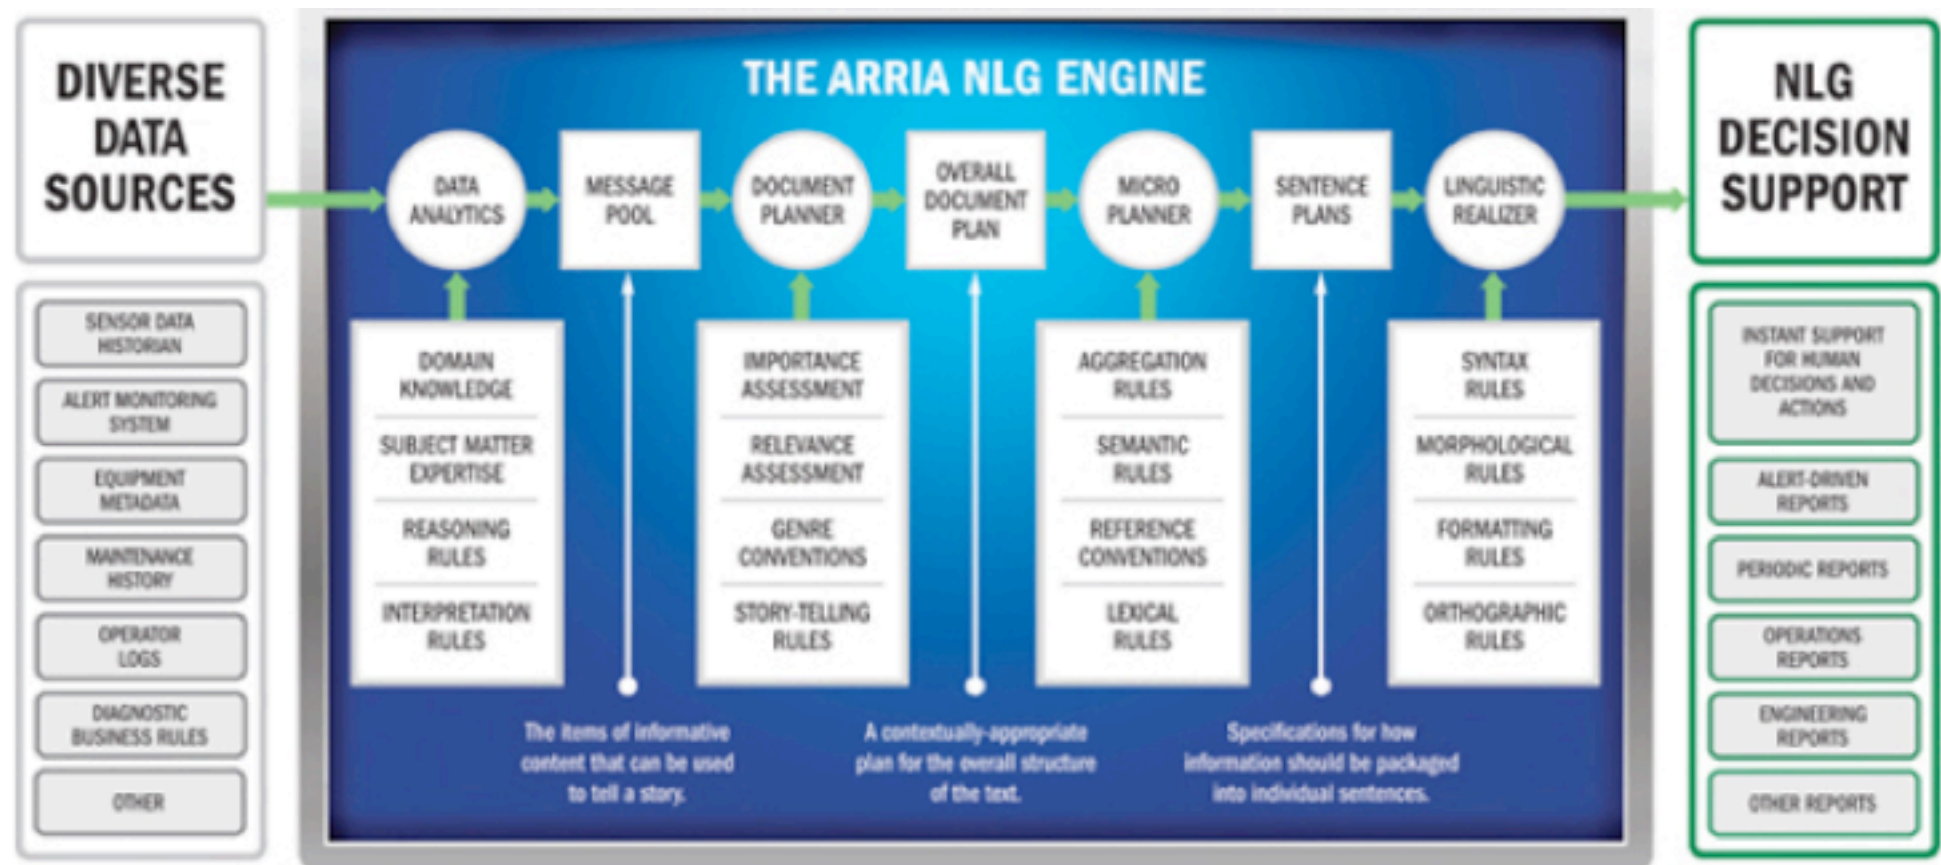 DIVERSE
DATA
SOURCES
SENSOR DATA
HISTORIAN
ALERT MONITORING
SYSTEM
EQUIPMENT
METADATA
MAINTENANCE
HISTORY
OPERATOR
LOGS
DIAGNOSTIC
BUSINESS RULES
OTHER
THE ARRIA NLG ENGINE
DATA
ANALYTICS
MESSAGE
POOL
DOCUMENT
PLANNER
OVERALL
DOCUMENT
PLAN
MICRO
PLANNER
SENTENCE
PLANS
LINGUISTIC
REALIZER
DOMAIN
KNOWLEDGE
SUBJECT MATTER
EXPERTISE
REASONING
RULES
INTERPRETATION
RULES
The items of informative
content that can be used
to tell a story.
IMPORTANCE
ASSESSMENT
RELEVANCE
ASSESSMENT
GENRE
CONVENTIONS
STORY-TELLING
RULES
A contextually-appropriate
plan for the overall structure
of the text.
AGGREGATION
RULES
SEMANTIC
RULES
REFERENCE
CONVENTIONS
LEXICAL
RULES
Specifications for how
information should be packaged
into individual sentences.
SYNTAX
RULES
MORPHOLOGICAL
RULES
FORMATTING
RULES
ORTHOGRAPHIC
RULES
NLG
DECISION
SUPPORT
INSTANT SUPPORT
FOR HUMAN
DECISIONS AND
ACTIONS
ALERT-DRIVEN
REPORTS
PERIODIC REPORTS
OPERATIONS
REPORTS
ENGINEERING
REPORTS
OTHER REPORTS